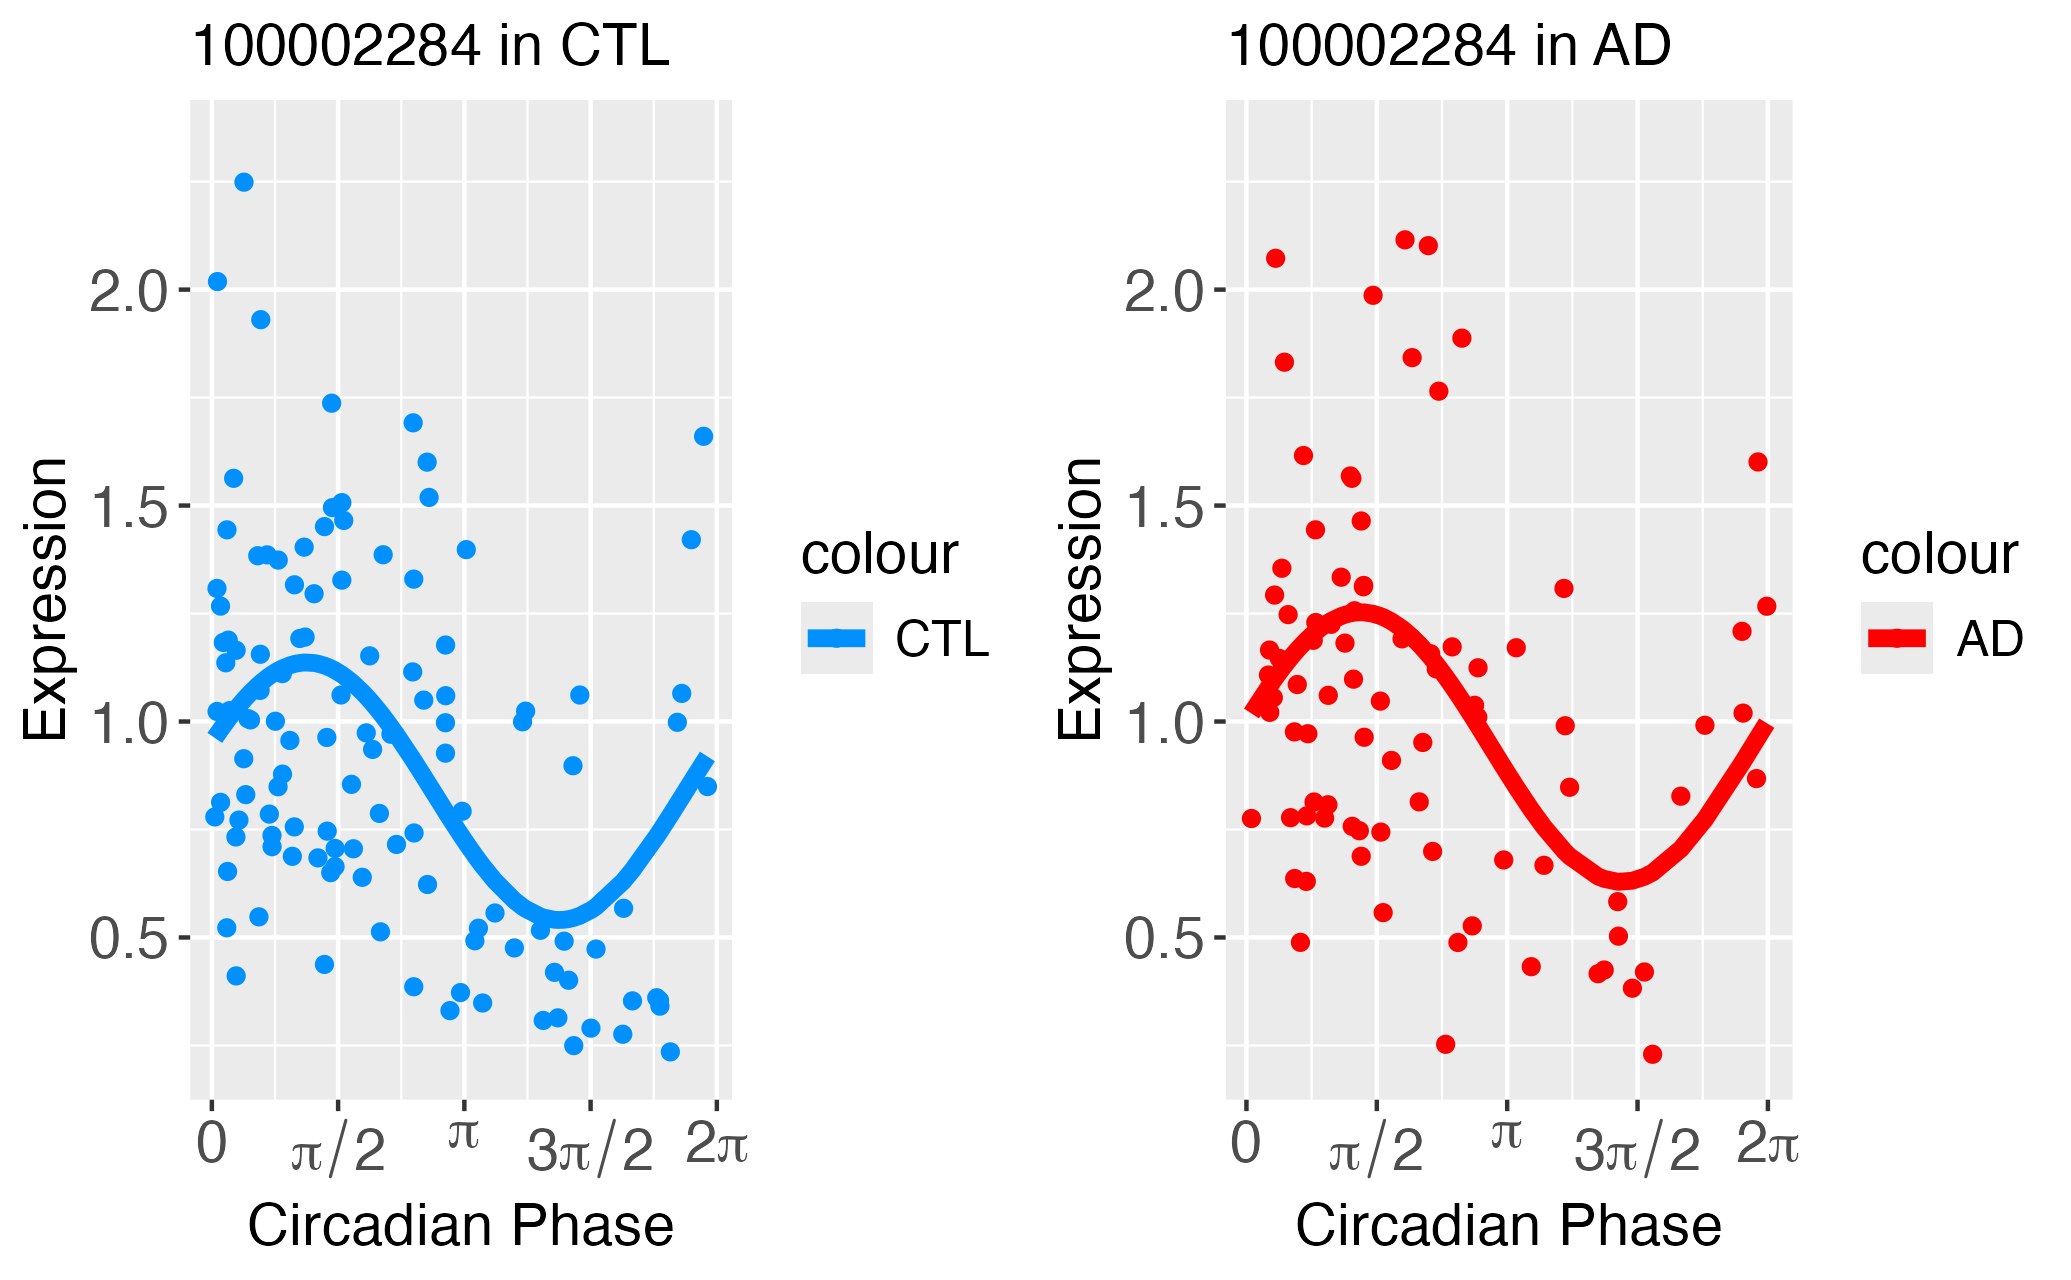 100002284 in CTL
2.0
1.5
1.0
0.5
Expression
0
π/2
π
3π/2
2π
Circadian Phase
colour
CTL
100002284 in AD
2.0
1.5
1.0
0.5
Expression
0
π/2
π
3π/2
2π
Circadian Phase
colour
AD